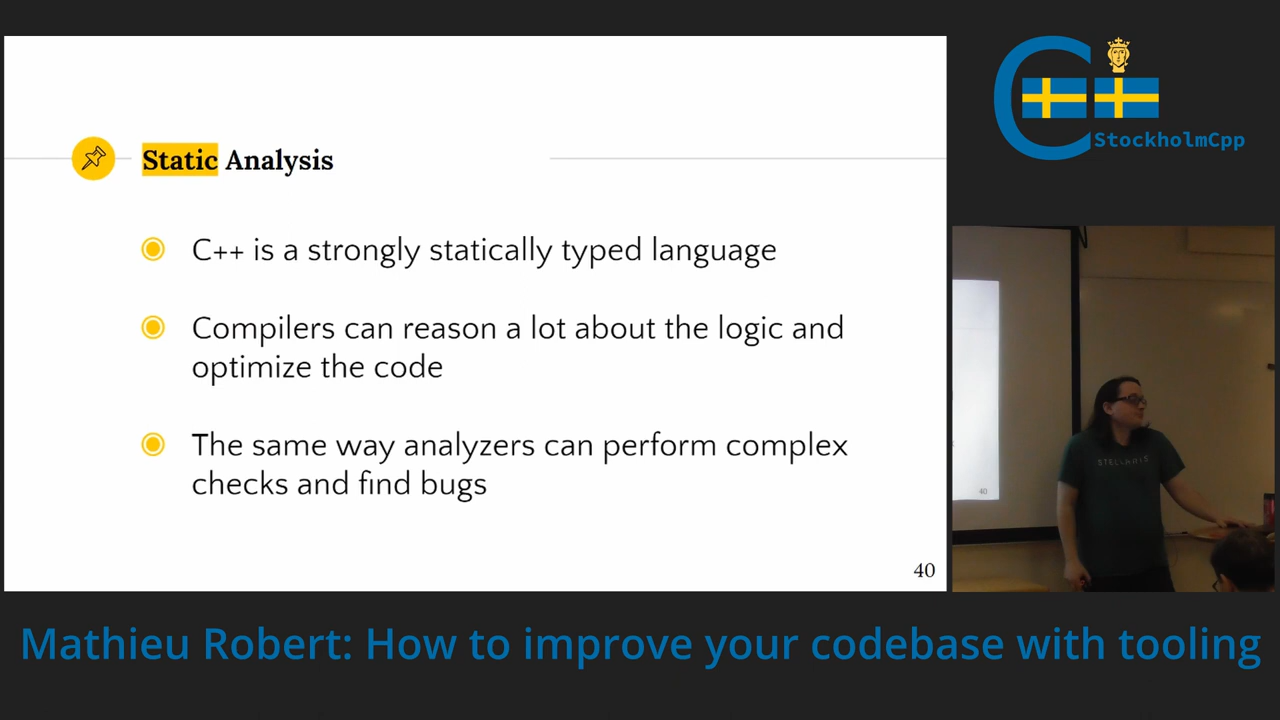 StockholmCpp
Static Analysis
C++ is a strongly statically typed language
Compilers can reason a lot about the logic and
optimize the code
The same way analyzers can perform complex
checks and find bugs
40
STELLARIS
40
Mathieu Robert: How to improve your codebase with tooling